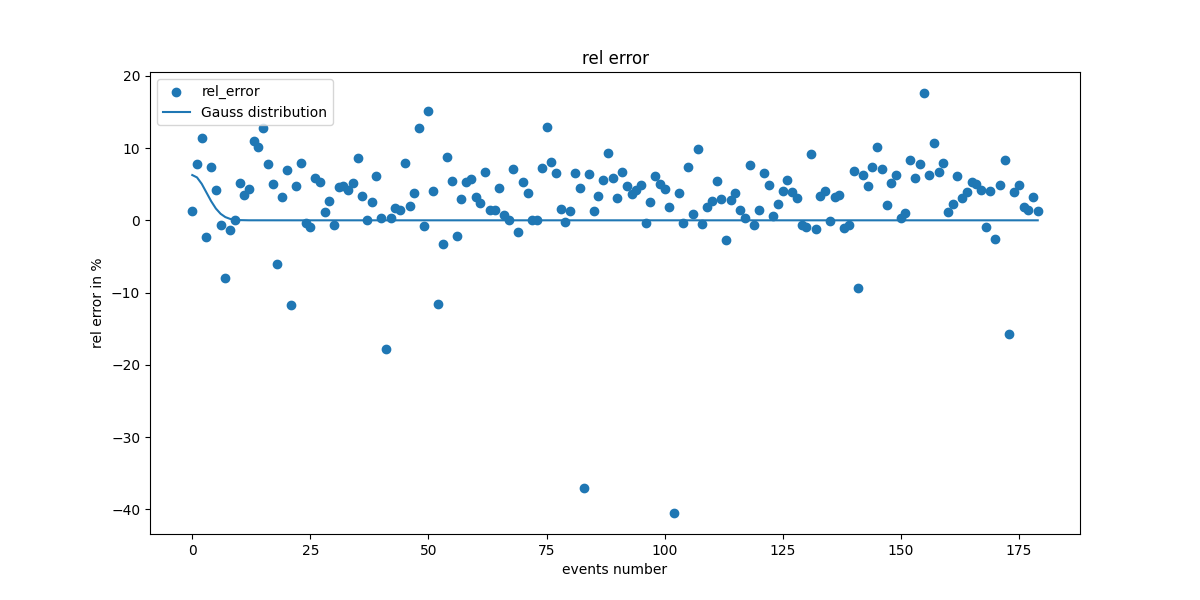 rel error
rel_error
Gauss distribution
rel error in %
20
10
0
−10
−20
−30
−40
0 25 50 75 100 125 150 175
events number